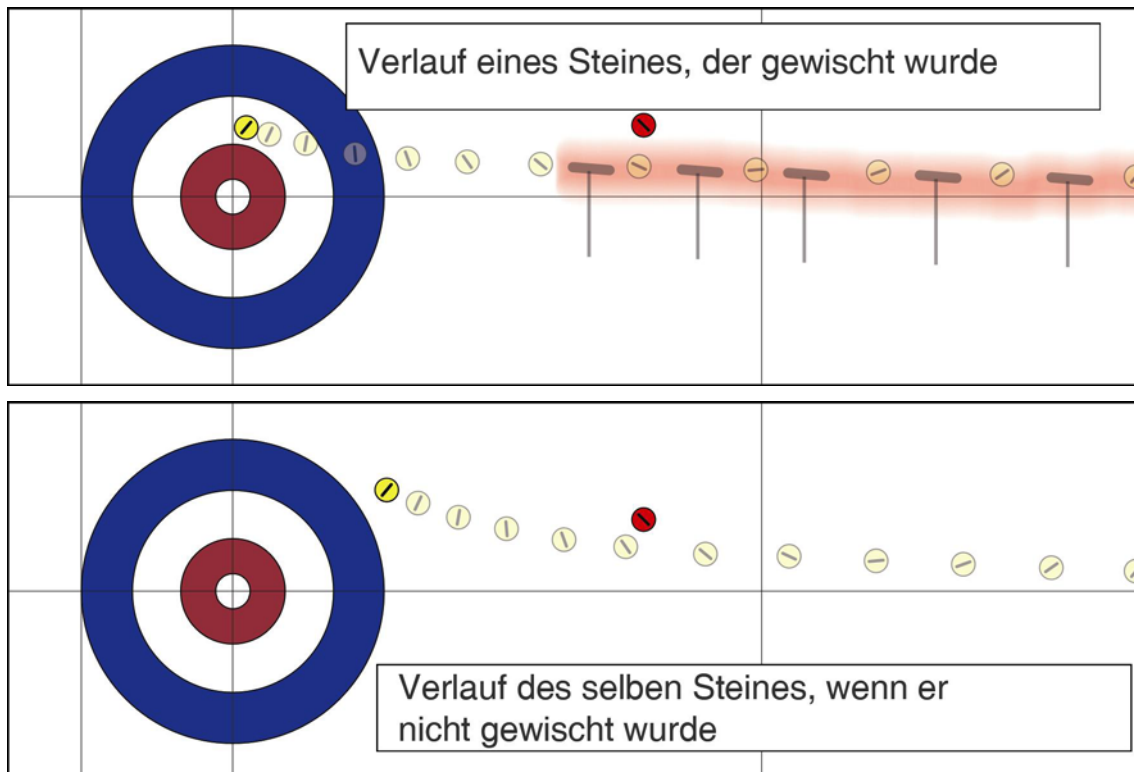 Verlauf eines Steines, der gewischt wurde
Verlauf des selben Steines, wenn er
nicht gewischt wurde